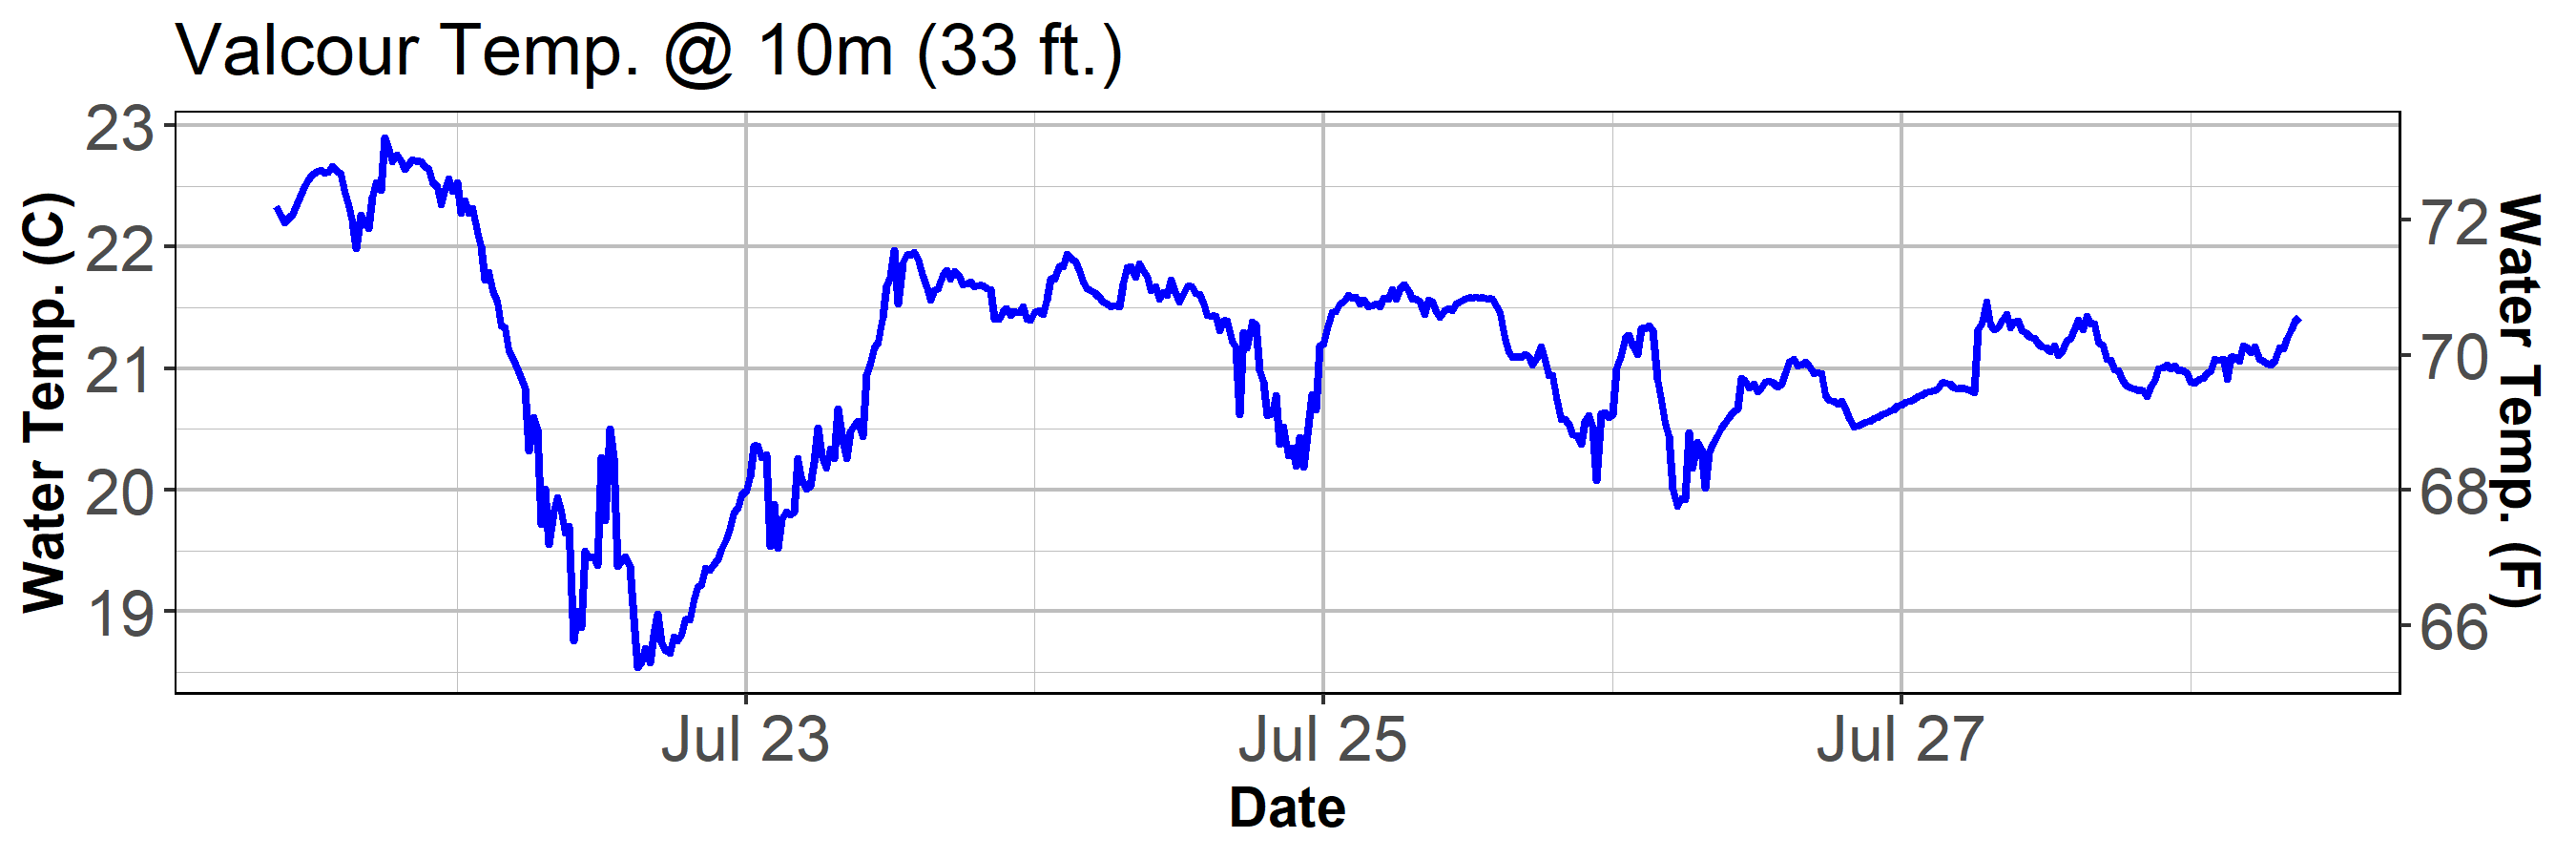 Valcour Temp. @ 10m (33 ft.)
Water Temp. (C)
23
22
21
20
19
72
70
68
66
Water Temp. (F)
Jul 23 Jul 25 Jul 27
Date